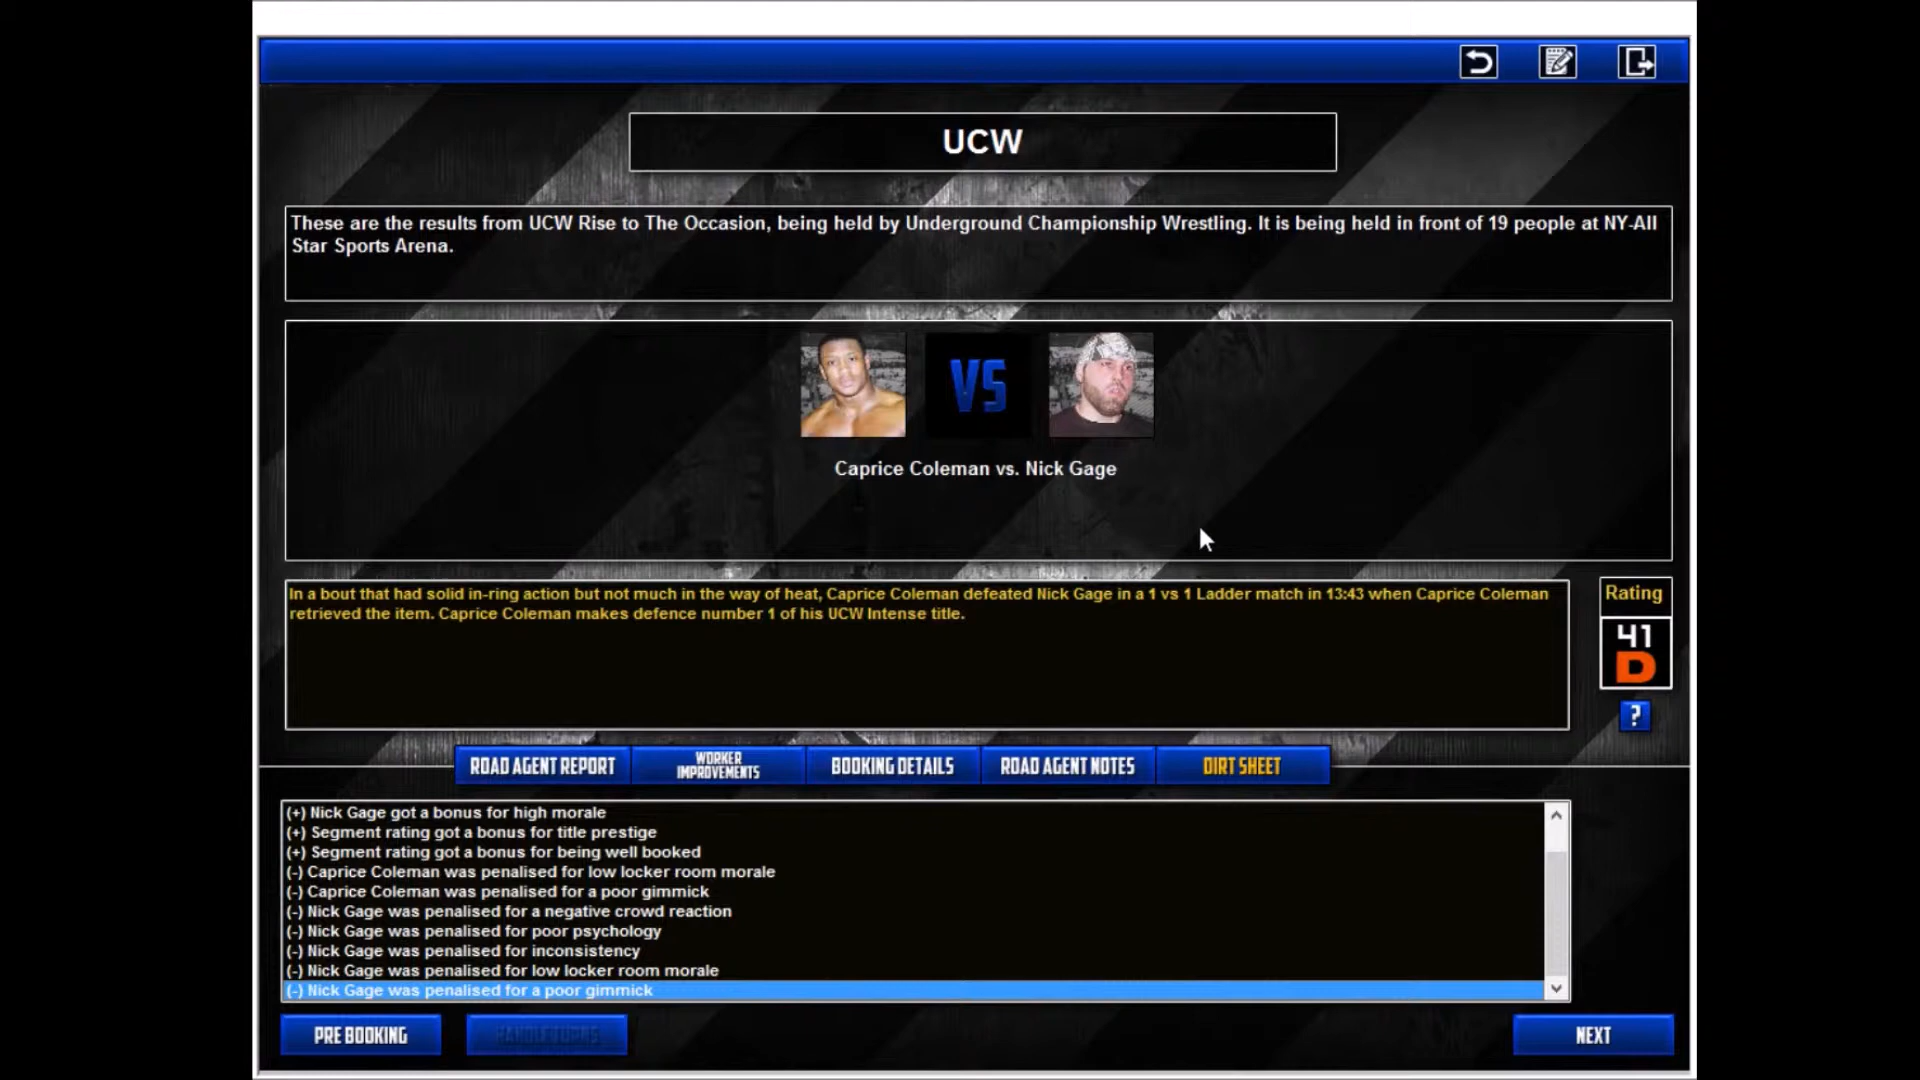 UCW
These are the results from UCW Rise to The Occasion, being held by Underground Championship Wrestling. It is being held in front of 19 people at NY-All
Star Sports Arena.
VS
Caprice Coleman vs. Nick Gage
In a bout that had solid in-ring action but not much in the way of heat, Caprice Coleman defeated Nick Gage in a 1 vs 1 Ladder match in 13:43 when Caprice Coleman
retrieved the item. Caprice Coleman makes defence number 1 of his UCW Intense title.
Rating
41
D
?
ROAD AGENT REPORT
WORKER
IMPROVEMENTS
BOOKING DETAILS
ROAD AGENT NOTES
DIRT SHEET
(+) Nick Gage got a bonus for high morale
(+) Segment rating got a bonus for title prestige
(+) Segment rating got a bonus for being well booked
(-) Caprice Coleman was penalised for low locker room morale
(-) Caprice Coleman was penalised for a poor gimmick
(-) Nick Gage was penalised for a negative crowd reaction
(-) Nick Gage was penalised for poor psychology
(-) Nick Gage was penalised for inconsistency
(-) Nick Gage was penalised for low locker room morale
(-) Nick Gage was penalised for a poor gimmick
PRE BOOKING
NEXT